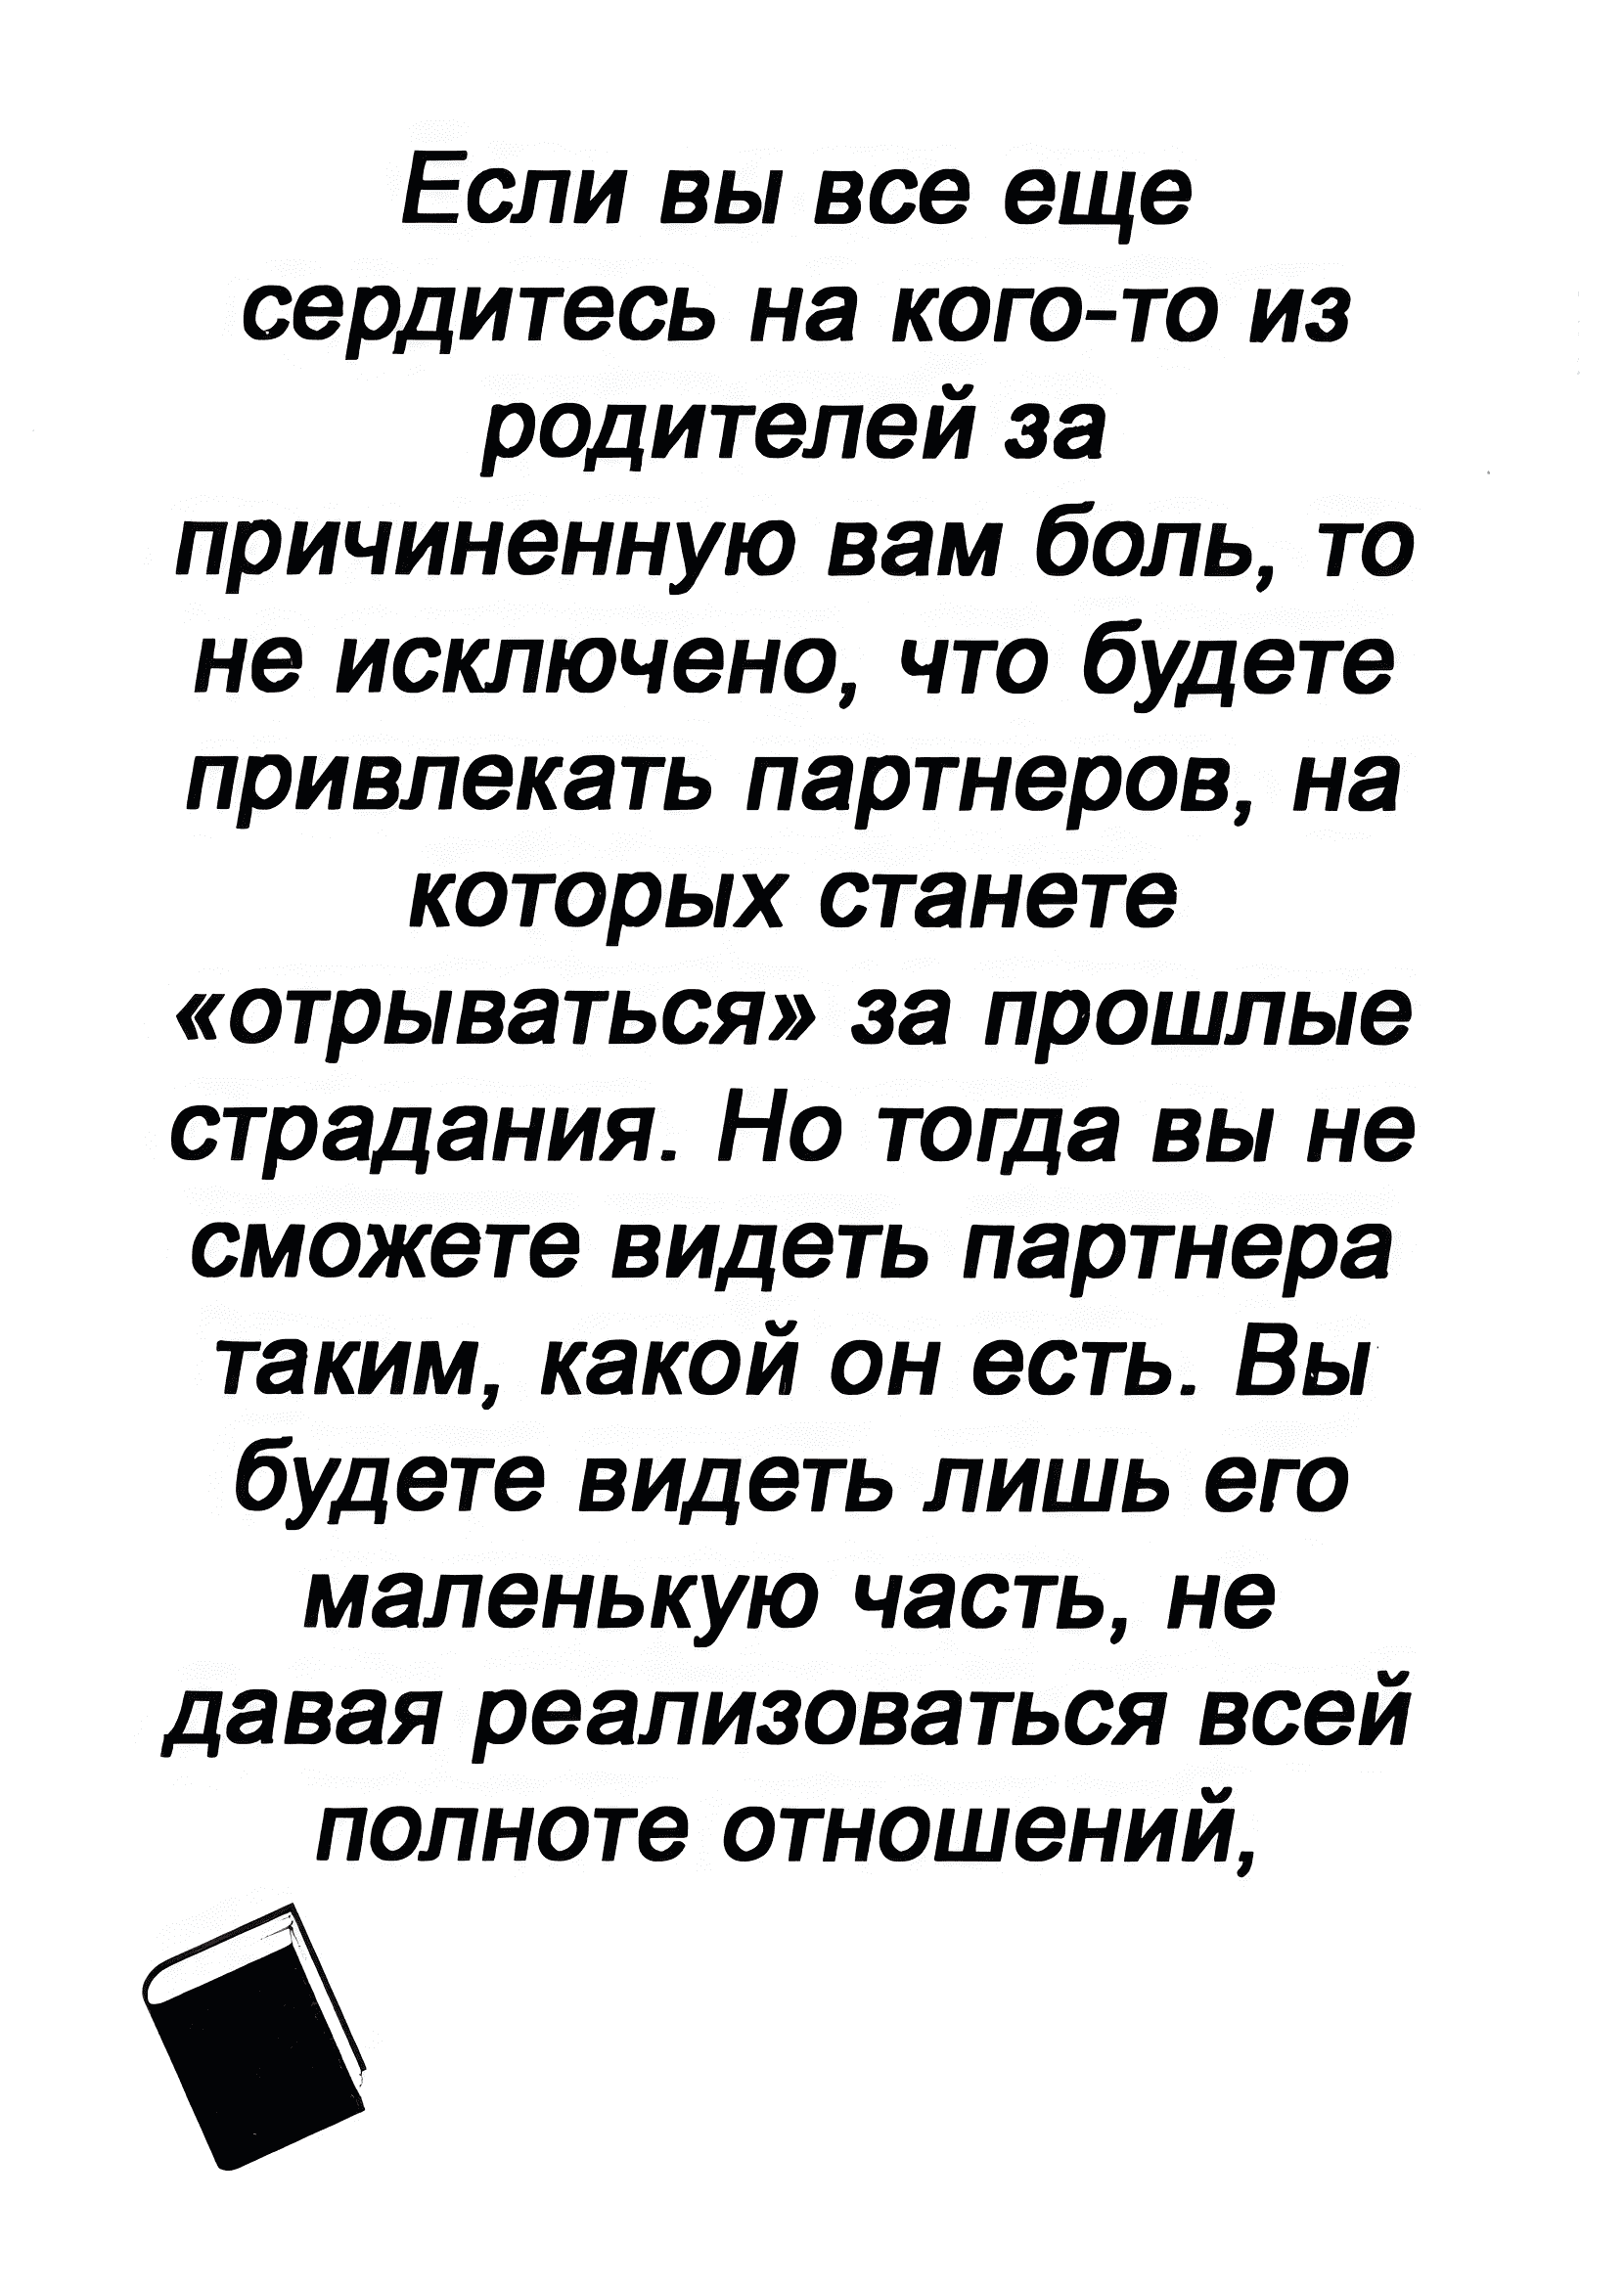 Если вы все еще
сердитесь на кого-то из
родителей за
причиненную вам боль, то
не исключено, что будете
привлекать партнеров, на
которых станете
«отрываться» за прошлые
страдания. Но тогда вы не
сможете видеть партнера
таким, какой он есть. Вы
будете видеть лишь его
маленькую часть, не
давая реализоваться всей
полноте отношений,